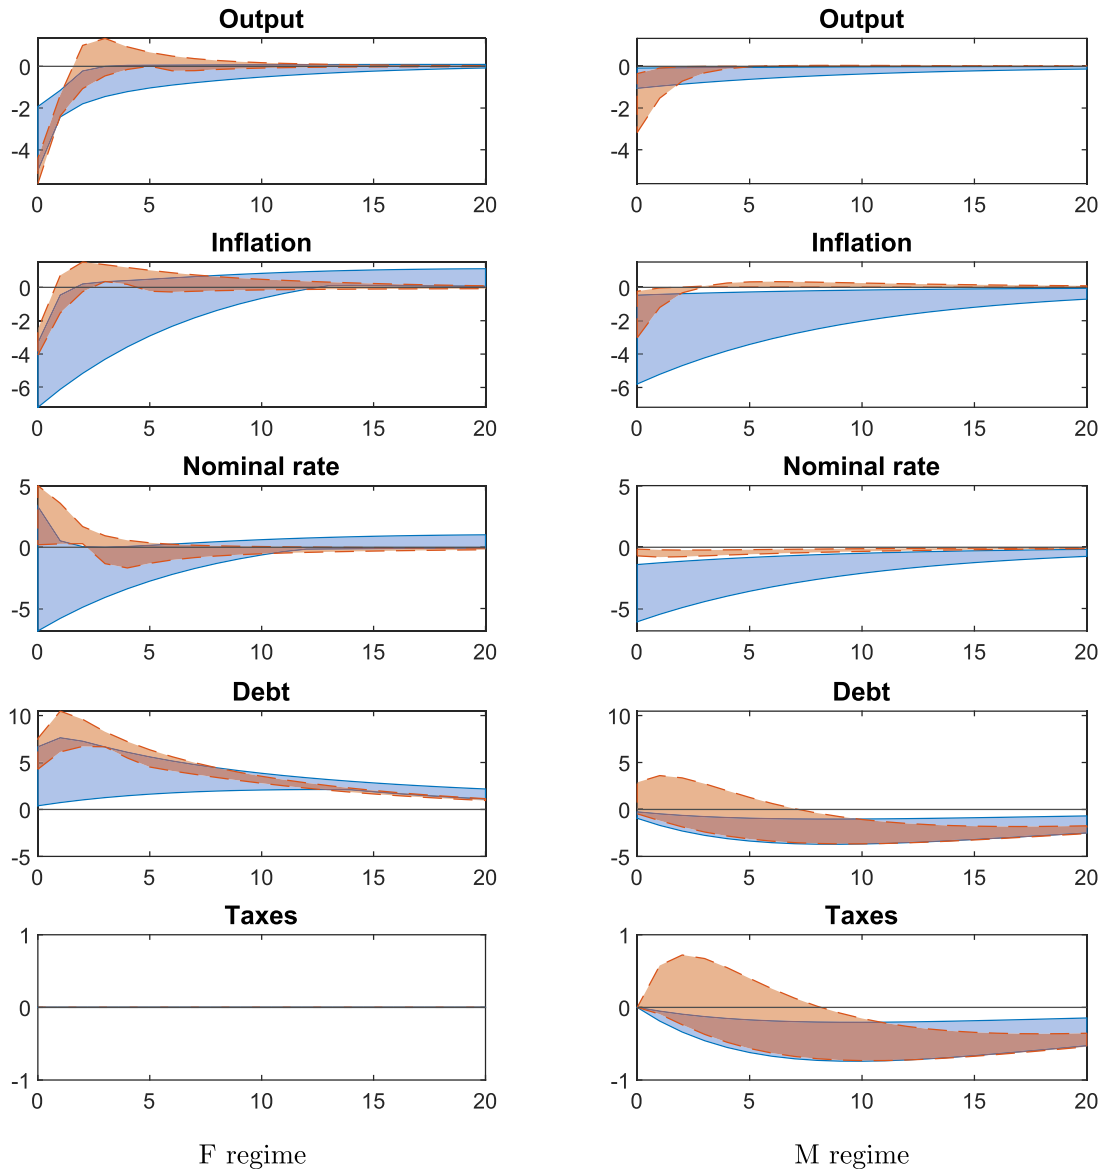 Output Output
0 0
-2 -2
-4 -4
0 5 10 15 20 0 5 10 15 20
Inflation Inflation
0 0
-2 -2
-4 -4
-6 -6
0 5 10 15 20 0 5 10 15 20
Nominal rate Nominal rate
5 5
0 0
-5 -5
0 5 10 15 20 0 5 10 15 20
Debt Debt
10 10
5 5
0 0
-5 -5
0 5 10 15 20 0 5 10 15 20
Taxes Taxes
1 1
0 0
-1 -1
0 5 10 15 20 0 5 10 15 20
F regime M regime